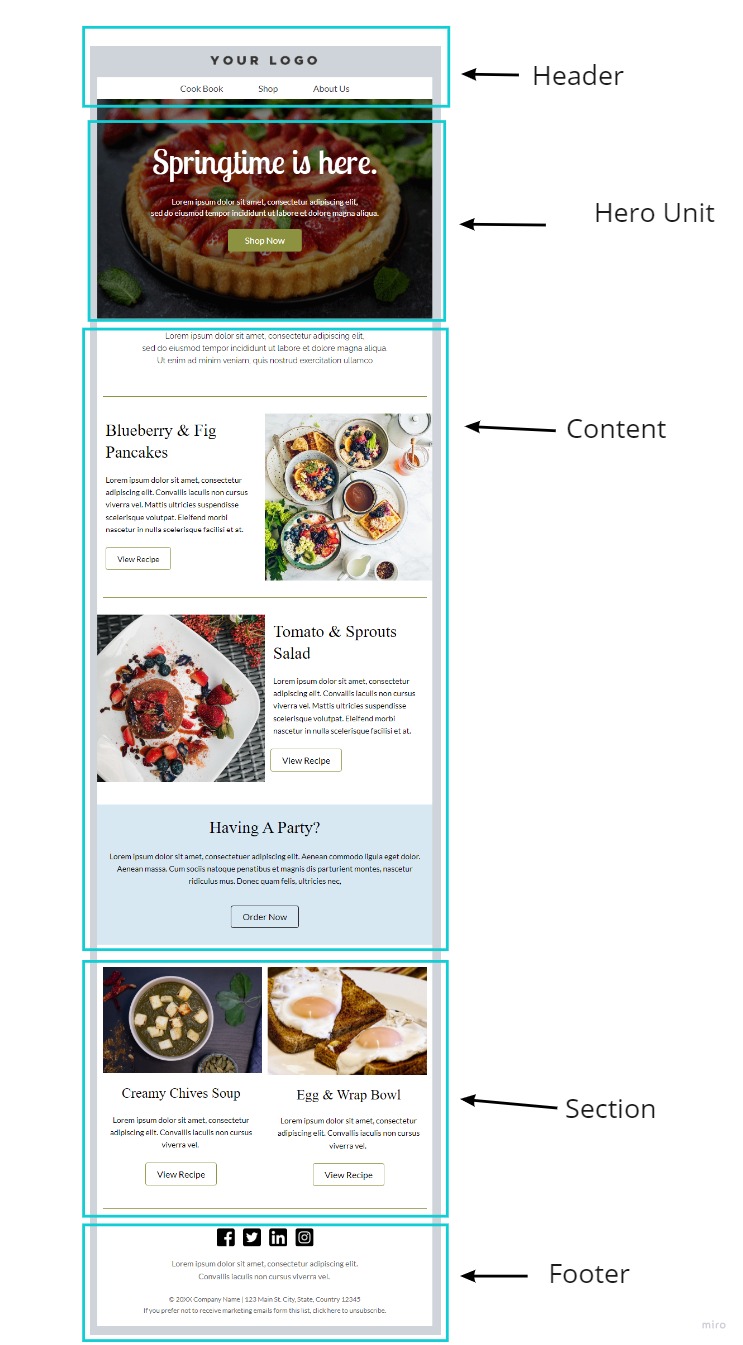 YOUR LOGO
Cook Book Shop About Us
Header
Springtime is here.
Lorem ipsum dolor sit amet, consectetur adipiscing elit,
sed do eiusmod tempor incididunt ut labore et dolore magna aliqua.
Shop Now
Hero Unit
Lorem ipsum dolor sit amet, consectetur adipiscing elit,
sed do eiusmod tempor incididunt ut labore et dolore magna aliqua.
Ut enim ad minim veniam, quis nostrud exercitation ullamco
Content
Blueberry & Fig
Pancakes
Lorem ipsum dolor sit amet, consectetur
adipiscing elit. Convallis iaculis non cursus
viverra vel. Mattis ultricies suspendisse
scelerisque volutpat. Eleifend morbi
nascetur in nulla scelerisque facilisi et at.
View Recipe
Tomato & Sprouts
Salad
Lorem ipsum dolor sit amet, consectetur
adipiscing elit. Convallis iaculis non cursus
viverra vel. Mattis ultricies suspendisse
scelerisque volutpat. Eleifend morbi
nascetur in nulla scelerisque facilisi et at.
View Recipe
Having A Party?
Lorem ipsum dolor sit amet, consectetuer adipiscing elit. Aenean commodo ligula eget dolor.
Aenean massa. Cum sociis natoque penatibus et magnis dis parturient montes, nascetur
ridiculus mus. Donec quam felis, ultricies nec,
Order Now
Creamy Chives Soup
Lorem ipsum dolor sit amet, consectetur
adipiscing elit. Convallis iaculis non cursus
viverra vel.
View Recipe
Egg & Wrap Bowl
Lorem ipsum dolor sit amet, consectetur
adipiscing elit. Convallis iaculis non cursus
viverra vel.
View Recipe
Section
Lorem ipsum dolor sit amet, consectetur adipiscing elit.
Convallis iaculis non cursus viverra vel.
© 20XX Company Name | 123 Main St. City, State, Country 12345
If you prefer not to receive marketing emails form this list, click here to unsubscribe.
Footer
miro